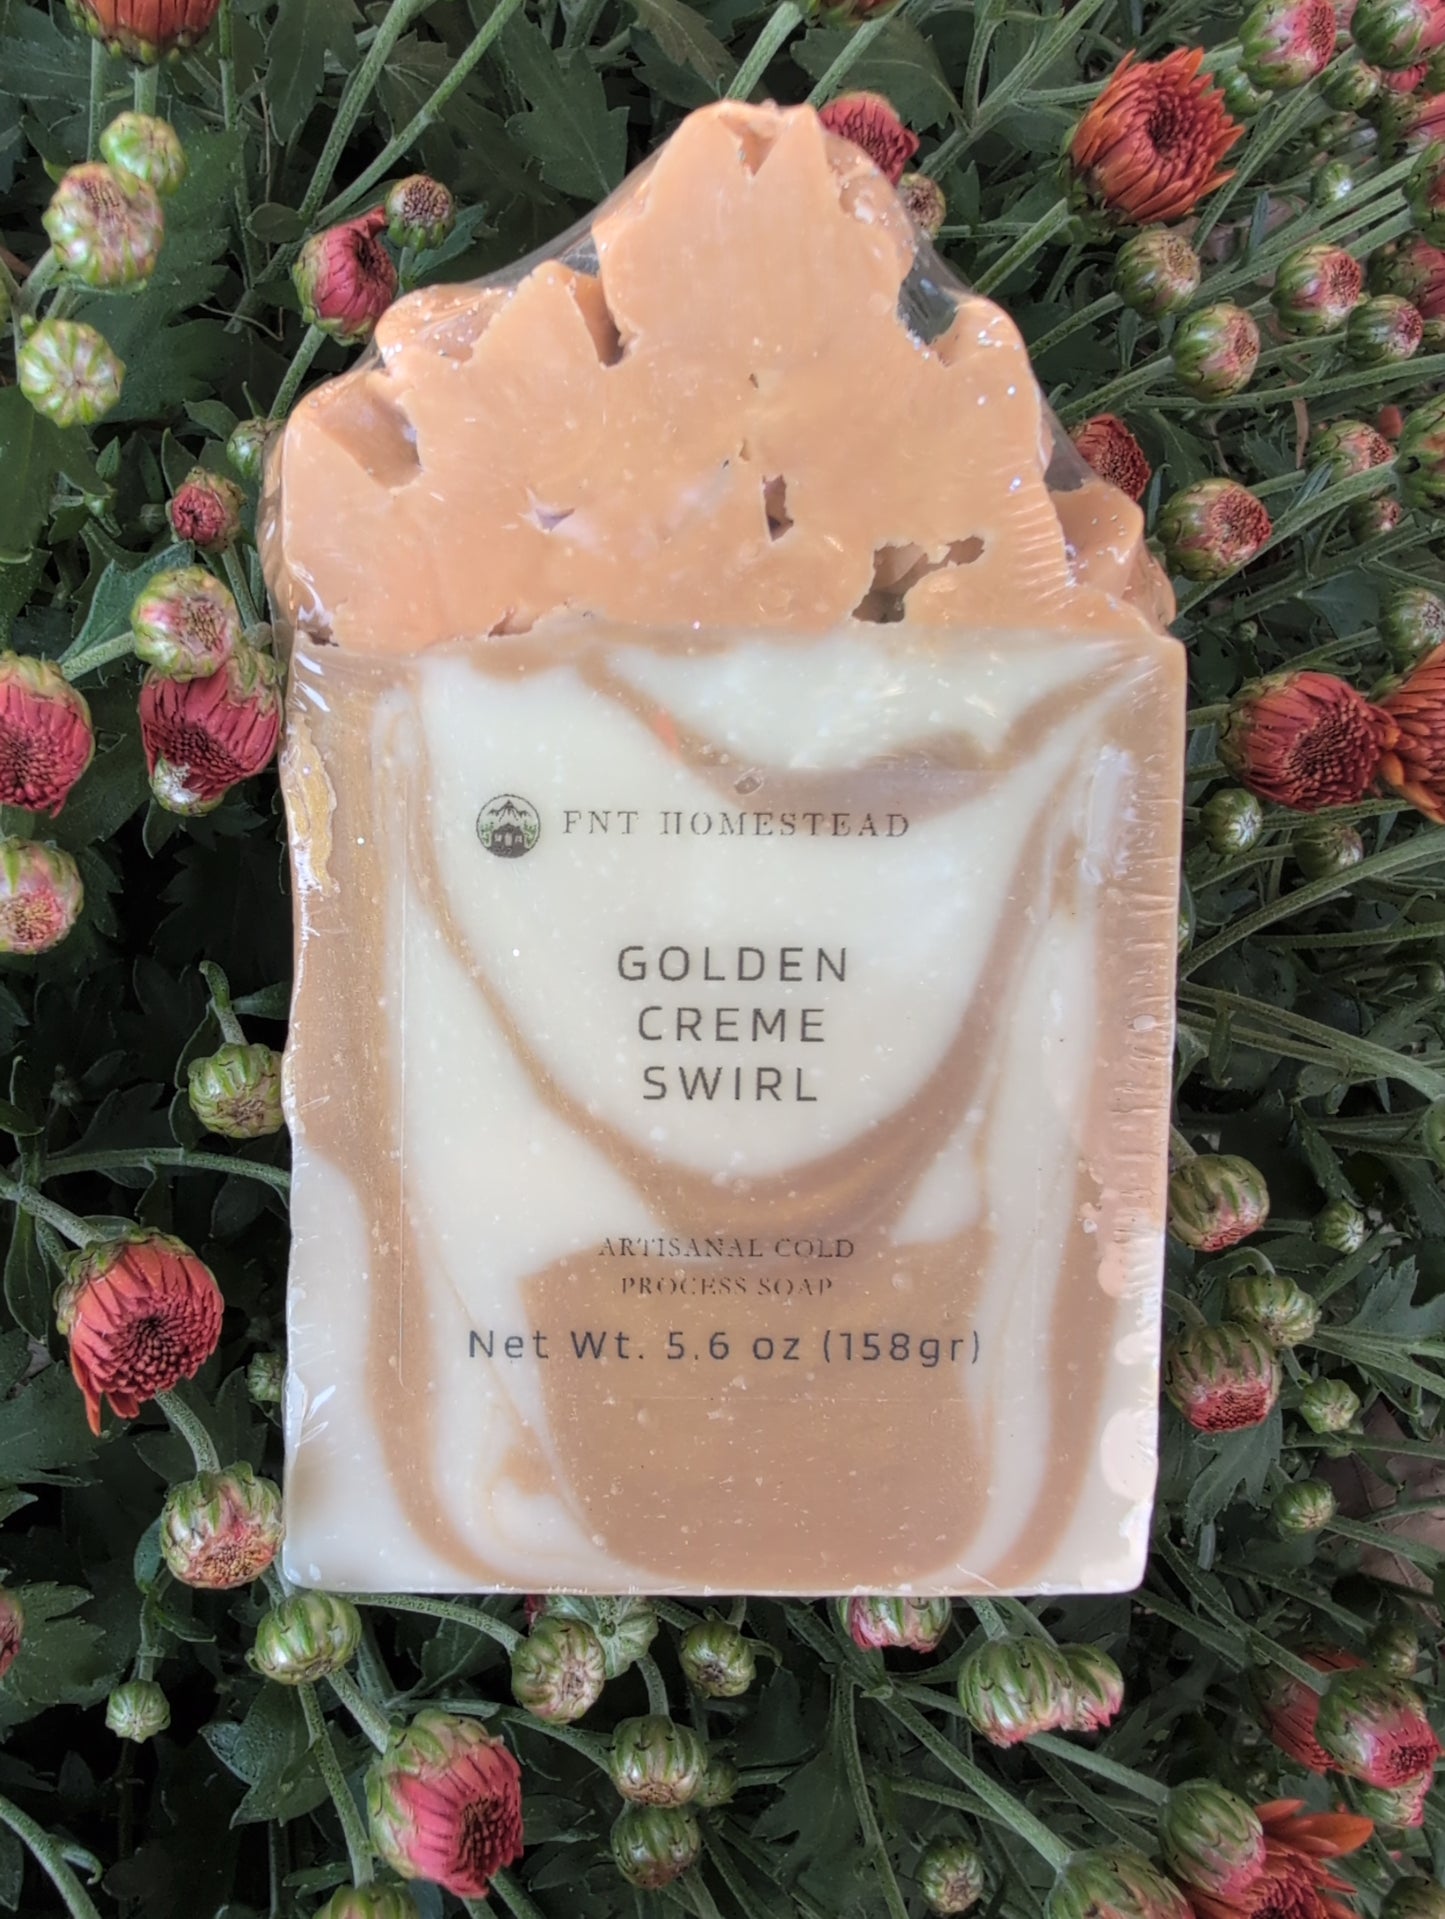 FNT HOMESTEAD
GOLDEN
CREME
SWIRL
ARTISANAL COLD
PROCESS SOAP
Net Wt. 5.6 oz (158gr)